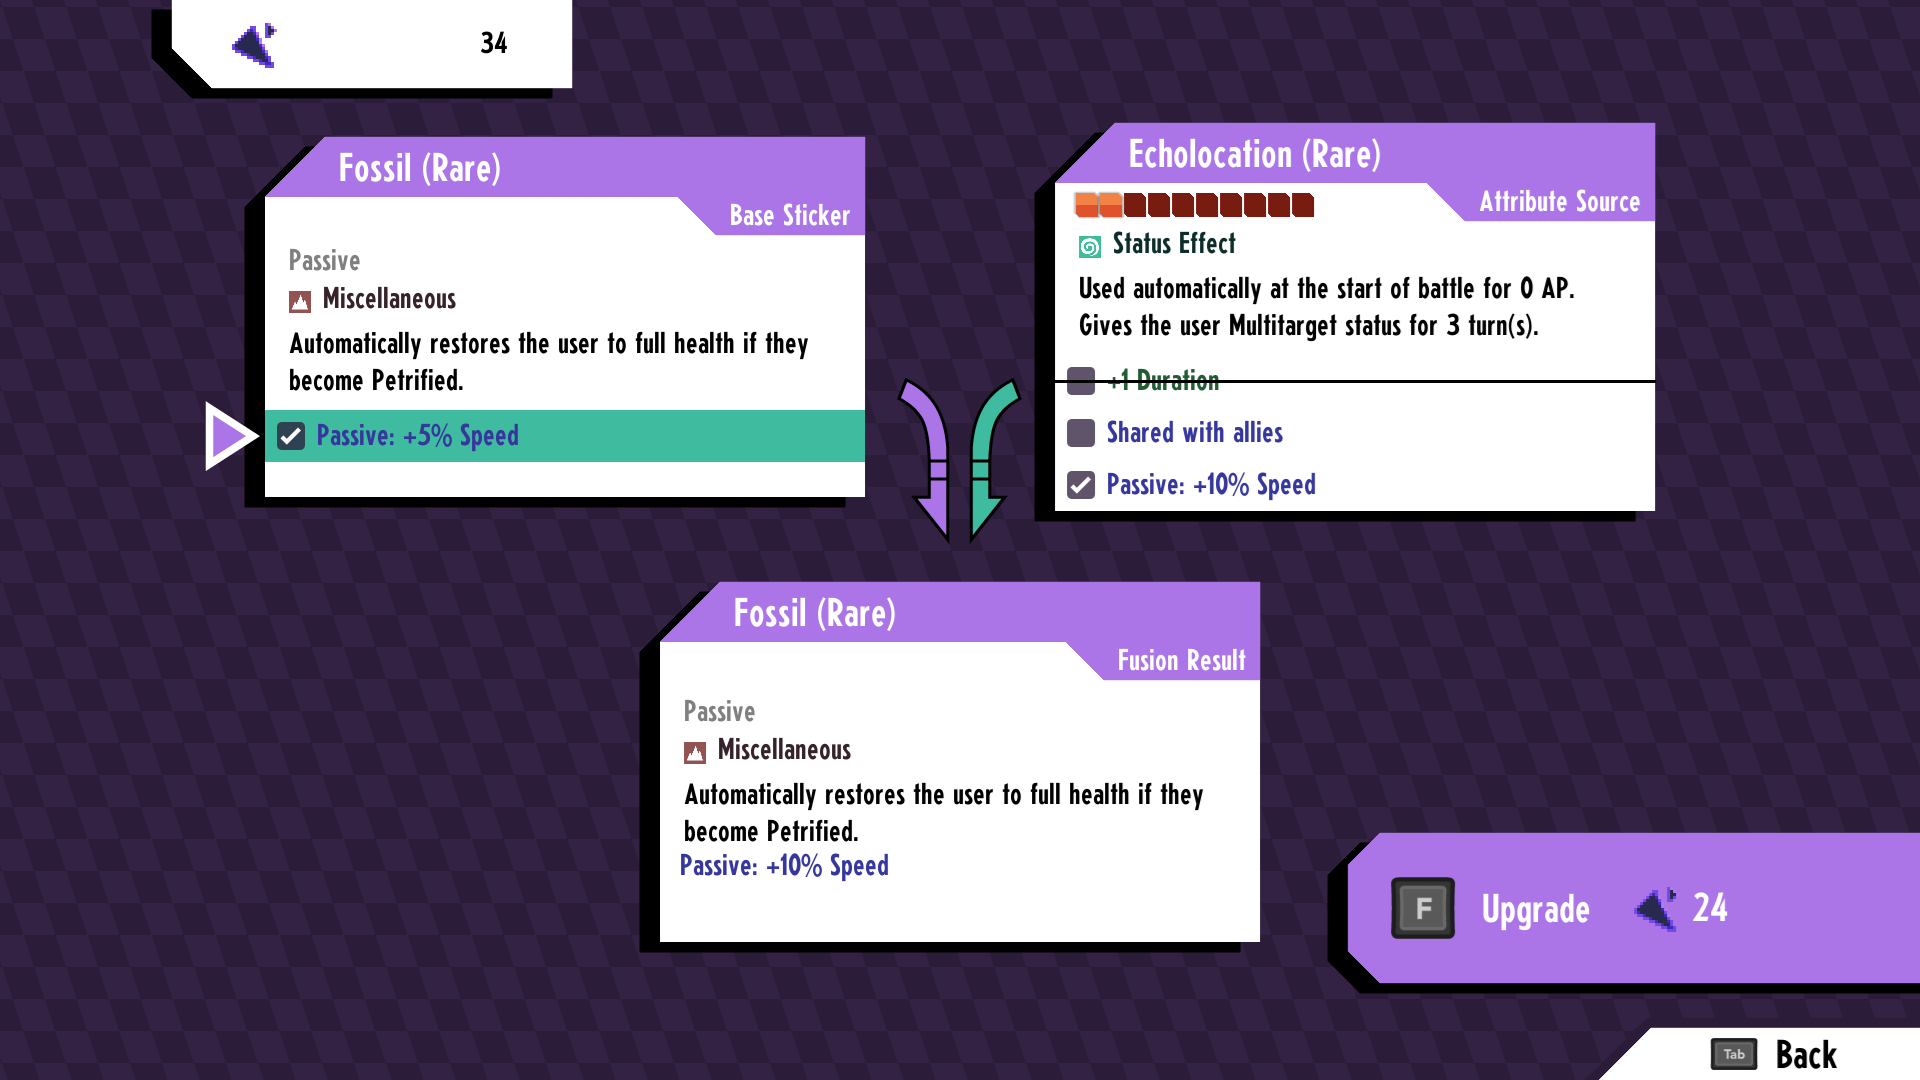 34
Fossil (Rare)
Base Sticker
Passive
Miscellaneous
Automatically restores the user to full health if they
become Petrified.
Passive: +5% Speed
Echolocation (Rare)
Attribute Source
Status Effect
Used automatically at the start of battle for 0 AP.
Gives the user Multitarget status for 3 turn(s).
+1 Duration
Shared with allies
Passive: +10% Speed
Fossil (Rare)
Fusion Result
Passive
Miscellaneous
Automatically restores the user to full health if they
become Petrified.
Passive: +10% Speed
F Upgrade 24
Tab Back